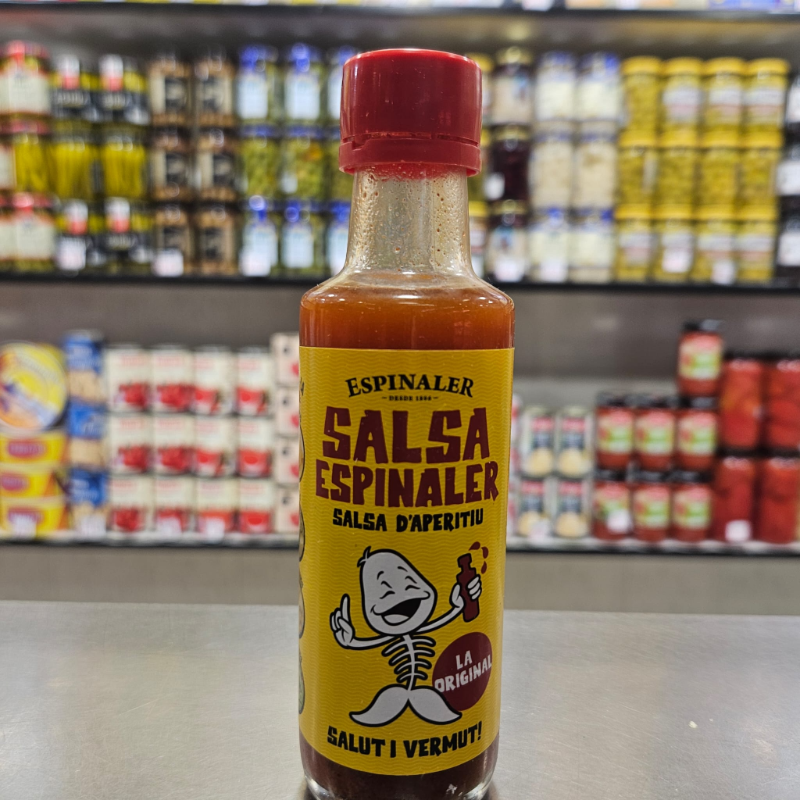 ESPINALER
DESDE 1896
SALSA
ESPINALER
SALSA D'APERITIU
LA
ORIGINAL
SALUT I VERMUT!